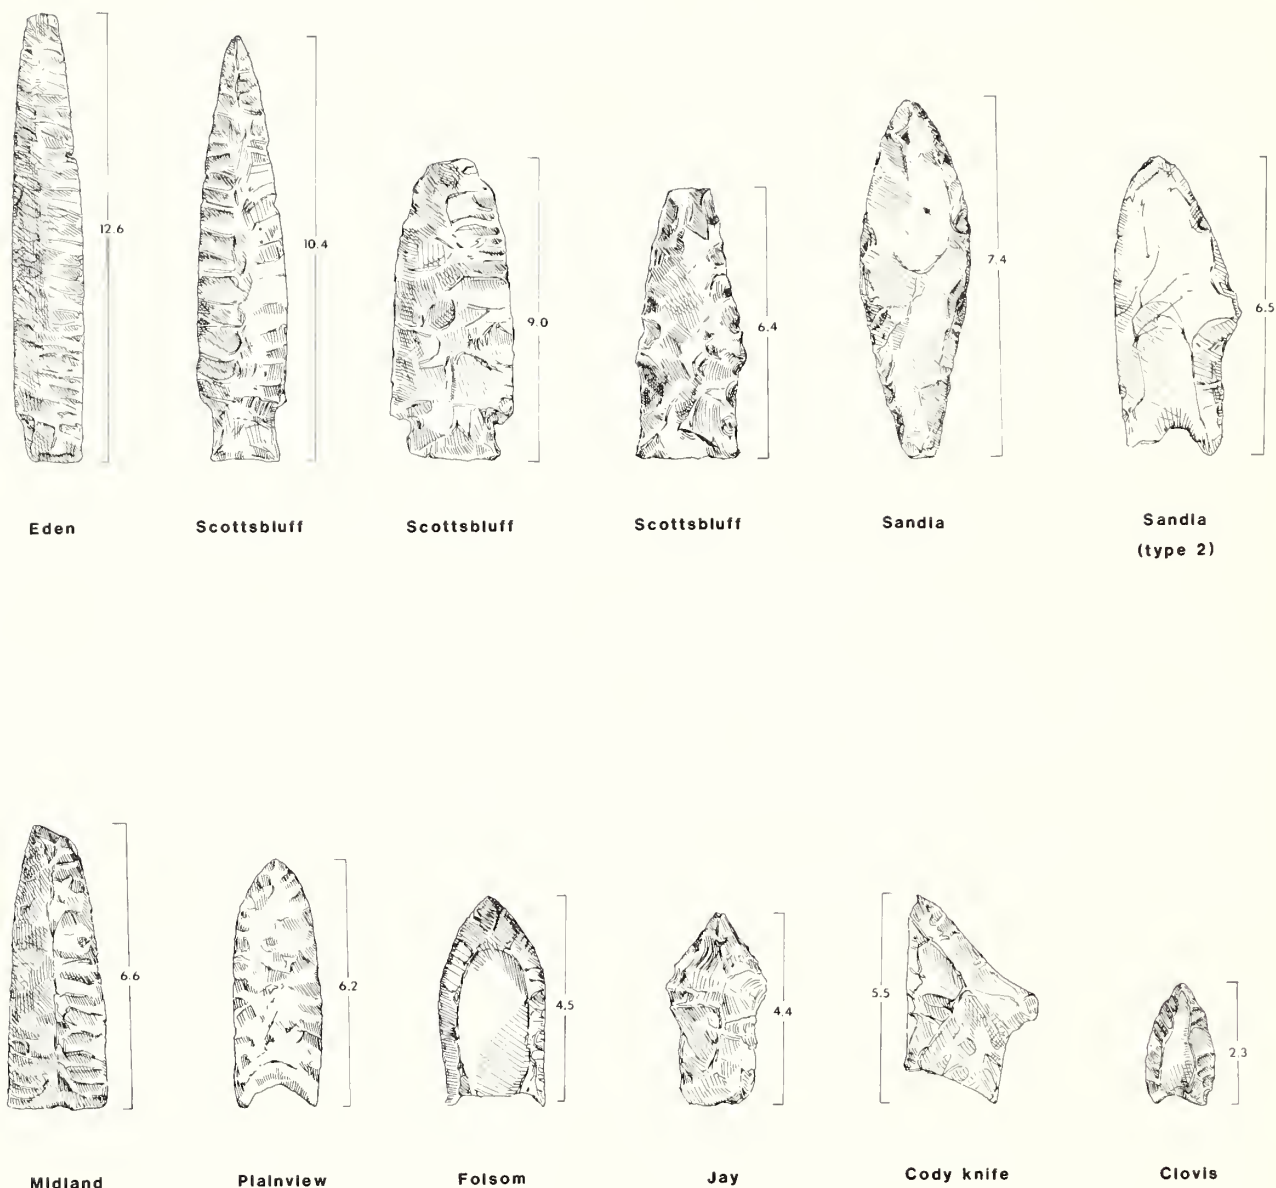 12.6
10.4
9.0
6.4
7.4
6.5
Eden
Scottsbluff
Scottsbluff
Scottsbluff
Sandia
Sandia
(type 2)
6.6
6.2
4.5
4.4
5.5
2.3
Midland
Plainview
Folsom
Jay
Cody knife
Clovis